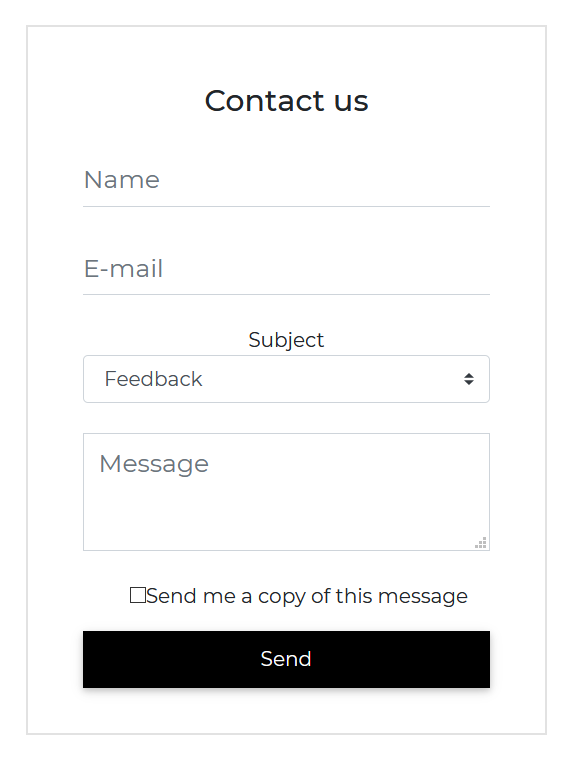 Contact us
Name
E-mail
Subject
Feedback
Message
Send me a copy of this message
Send